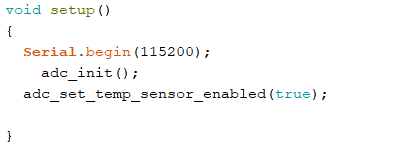 void setup()
{
  Serial.begin(115200);
    adc_init();
  adc_set_temp_sensor_enabled(true);

}